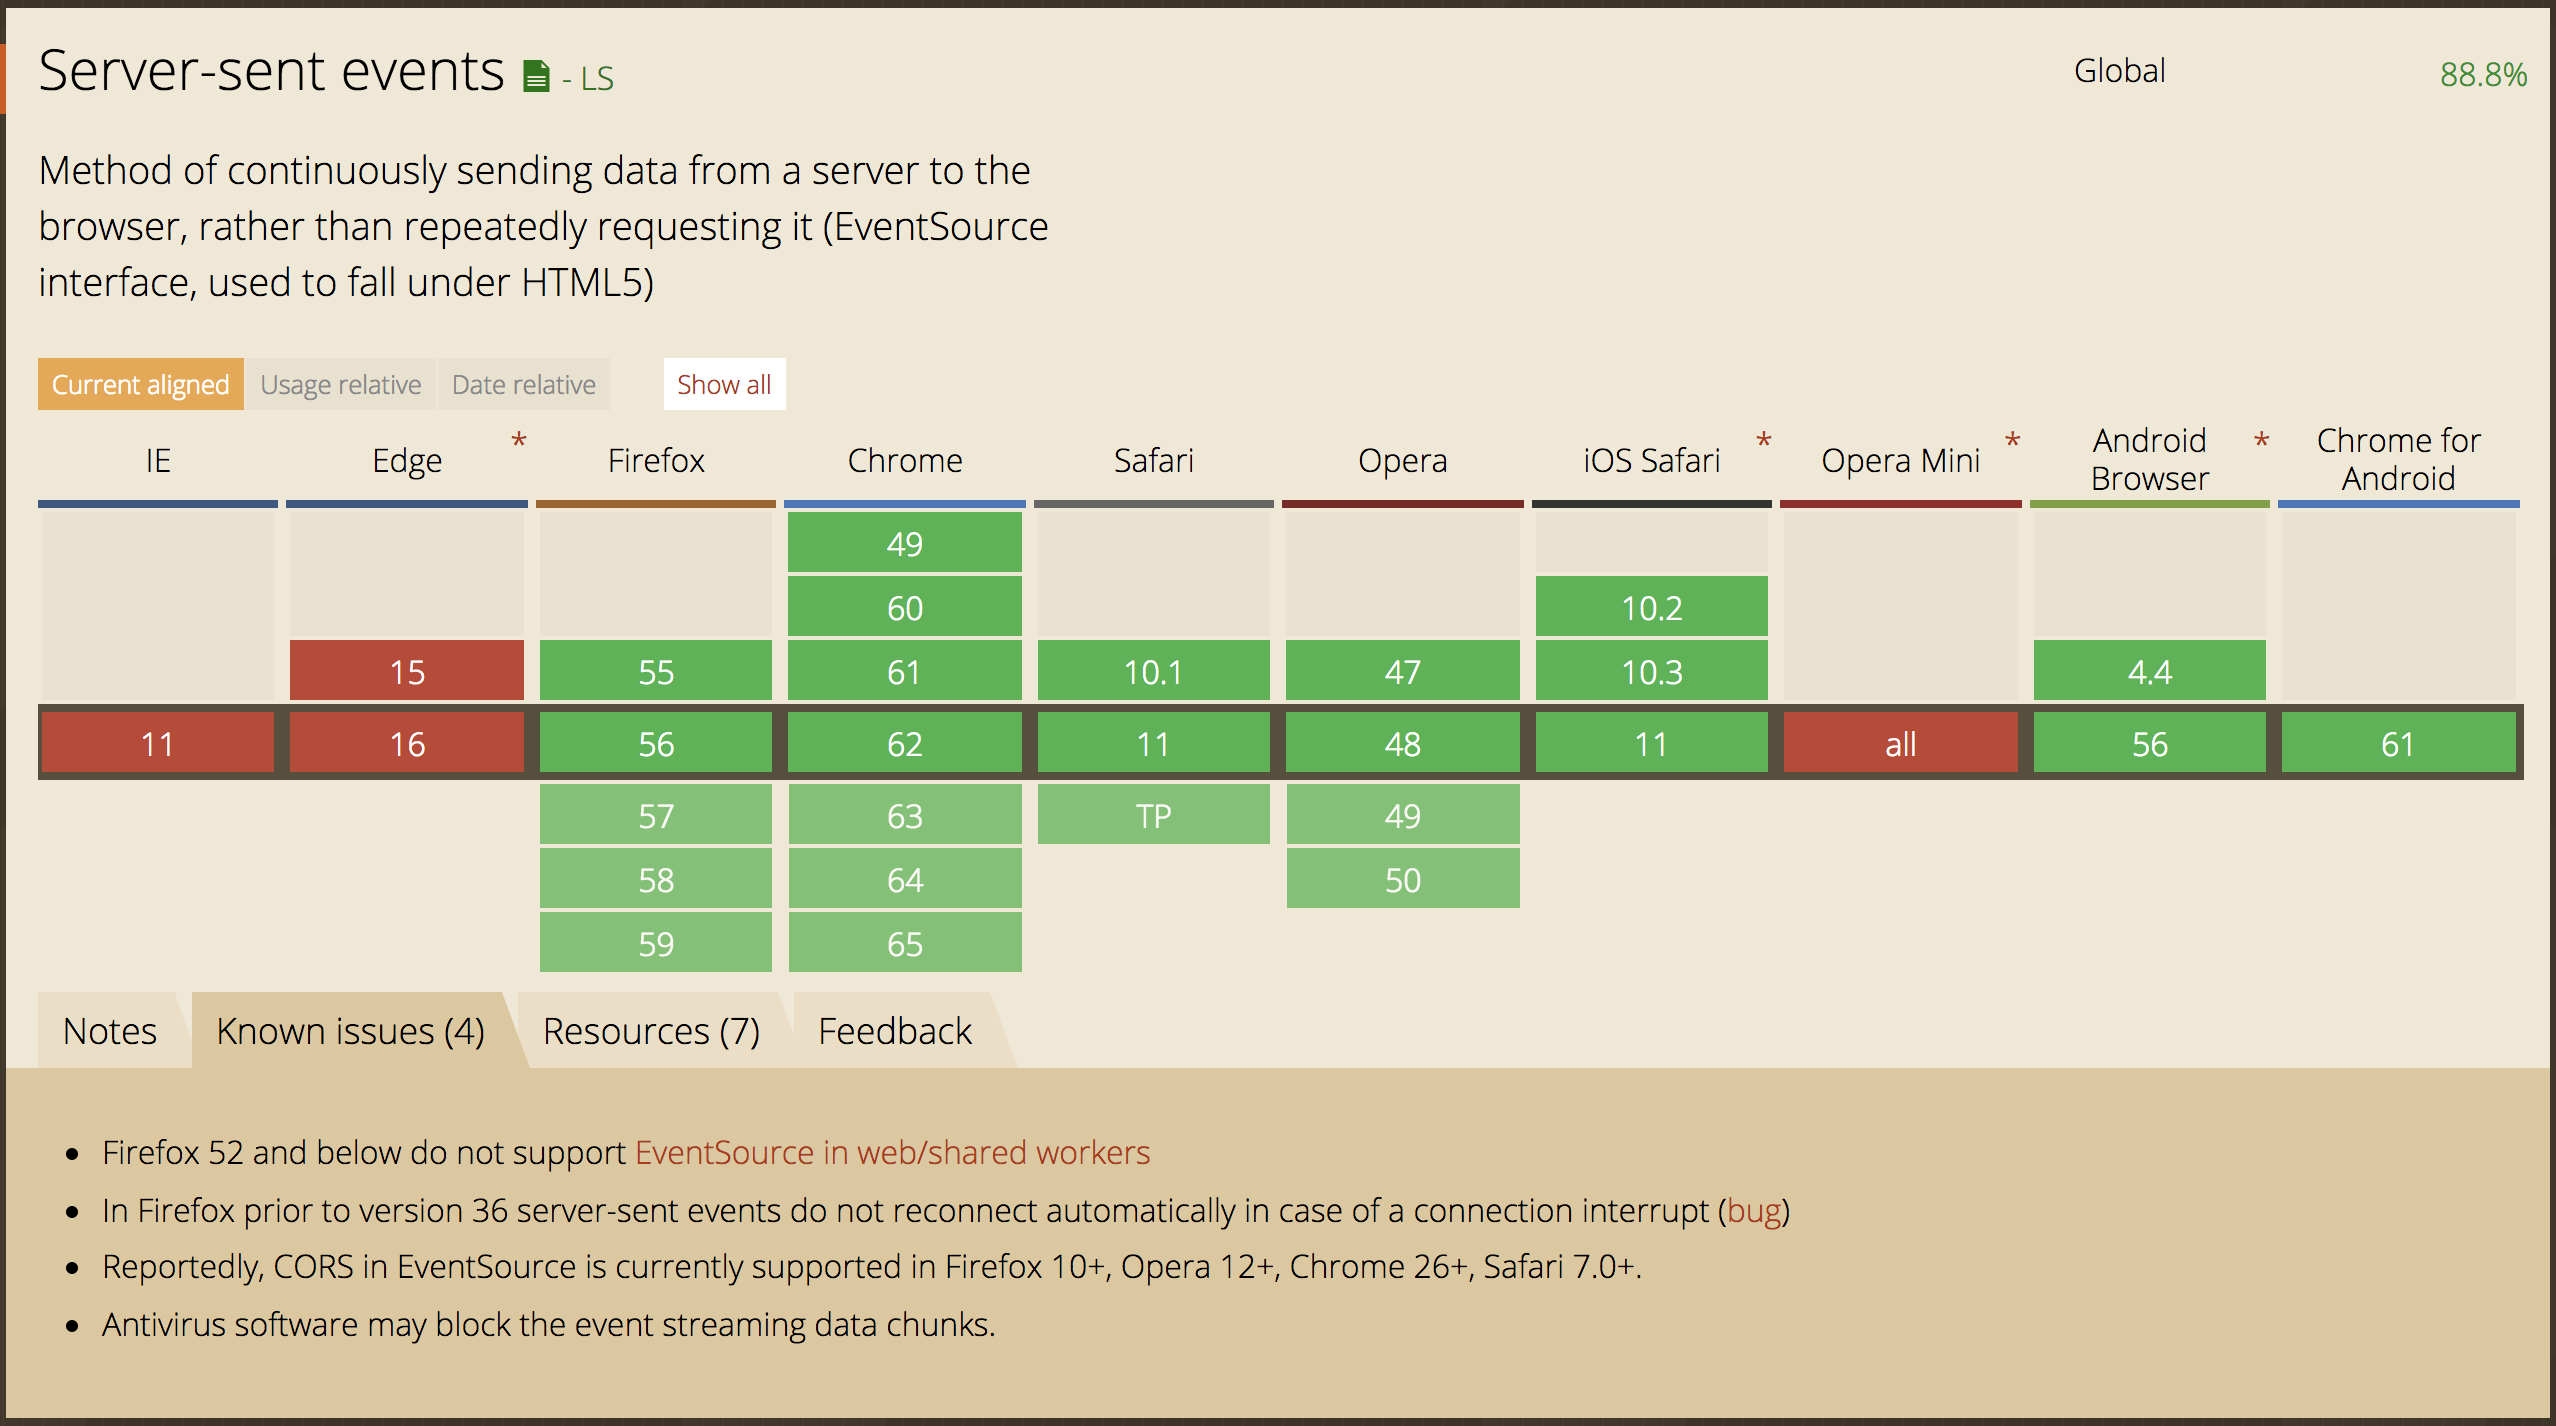 Server-sent events - LS
Global 88.8%
Method of continuously sending data from a server to the
browser, rather than repeatedly requesting it (EventSource
interface, used to fall under HTML5)
Current aligned Usage relative Date relative Show all
IE Edge * Firefox Chrome Safari Opera iOS Safari * Opera Mini * Android Browser * Chrome for Android
49
60 10.2
15 55 61 10.1 47 10.3 4.4
11 16 56 62 11 48 11 all 56 61
57 63 TP 49
58 64 50
59 65
Notes Known issues (4) Resources (7) Feedback
• Firefox 52 and below do not support EventSource in web/shared workers
• In Firefox prior to version 36 server-sent events do not reconnect automatically in case of a connection interrupt (bug)
• Reportedly, CORS in EventSource is currently supported in Firefox 10+, Opera 12+, Chrome 26+, Safari 7.0+.
• Antivirus software may block the event streaming data chunks.